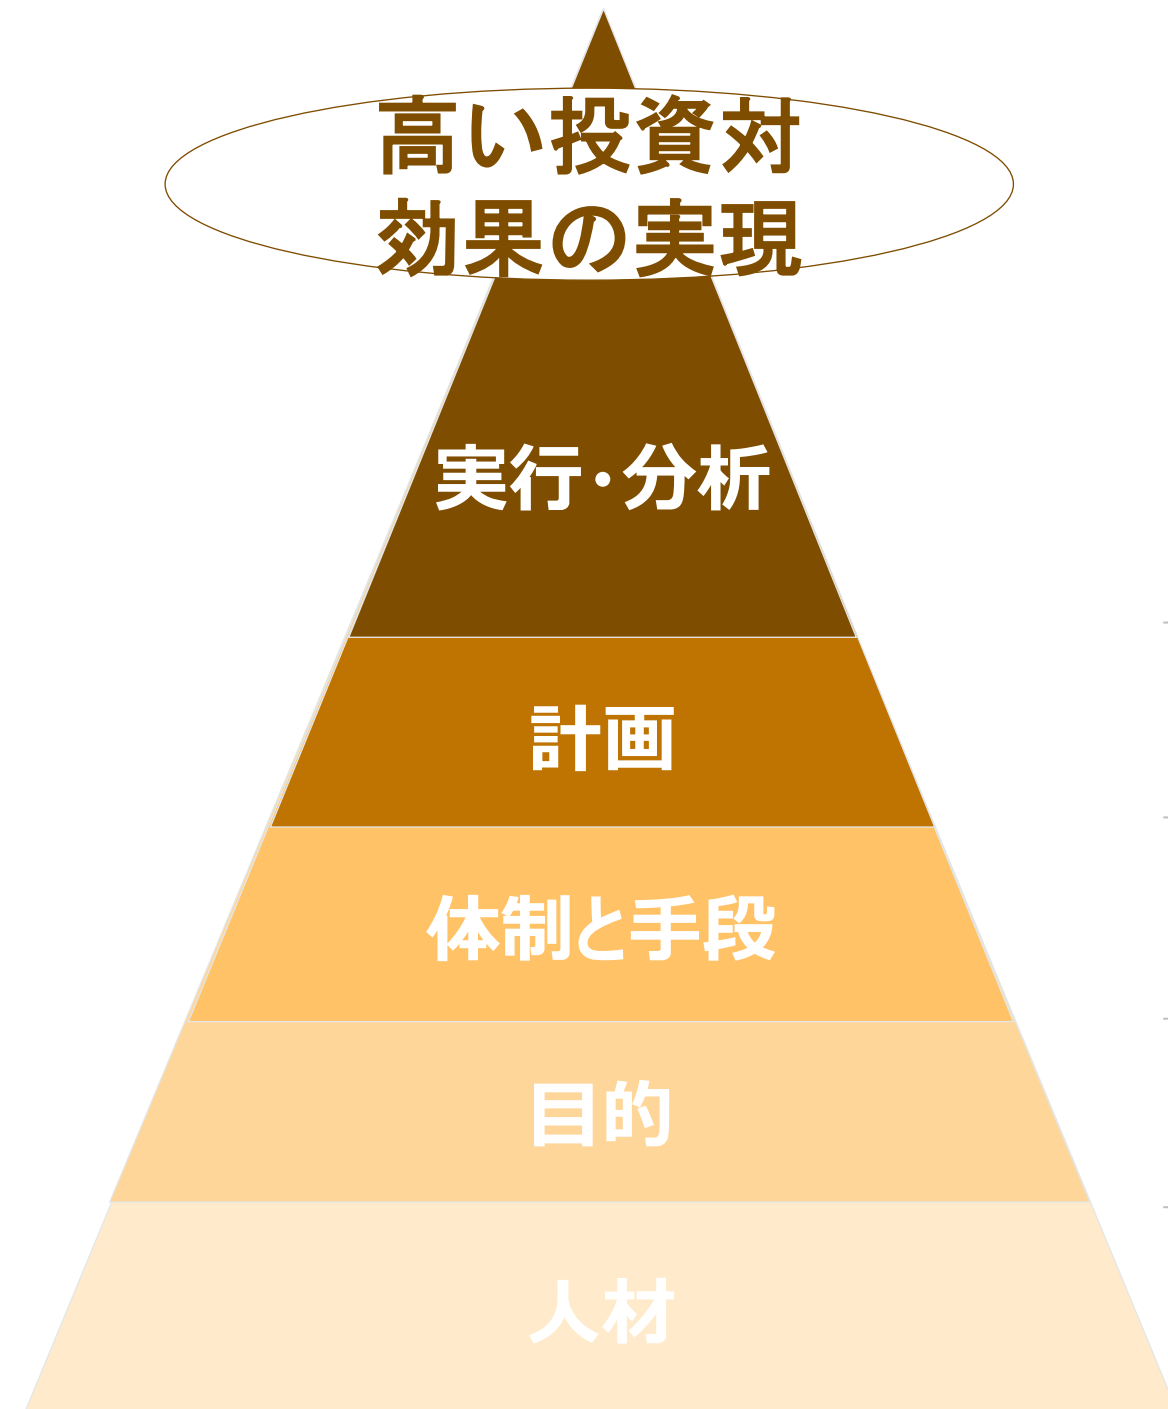 高い投資対
効果の実現
実行・分析
計画
体制と手段
目的
人材